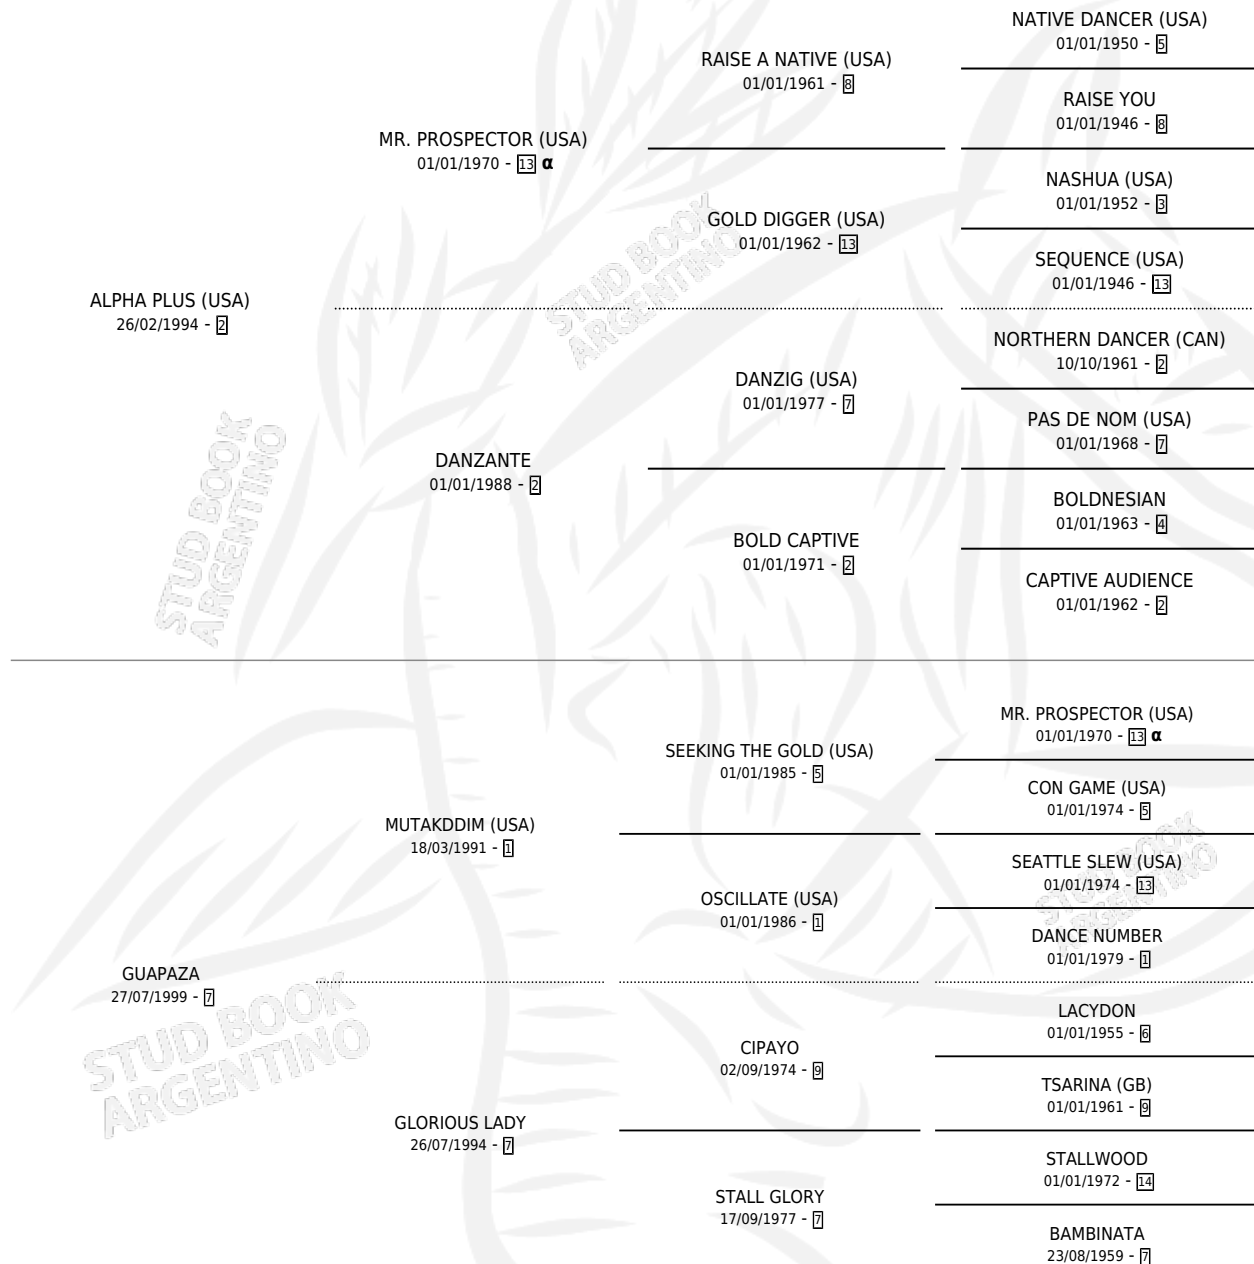 NATIVE DANCER (USA)
01/01/1950 - 5
RAISE A NATIVE (USA)
01/01/1961 - 8
RAISE YOU
01/01/1946 - 8
MR. PROSPECTOR (USA)
01/01/1970 - 13 α
NASHUA (USA)
01/01/1952 - 3
GOLD DIGGER (USA)
01/01/1962 - 13
SEQUENCE (USA)
01/01/1946 - 13
ALPHA PLUS (USA)
26/02/1994 - 2
NORTHERN DANCER (CAN)
10/10/1961 - 2
DANZIG (USA)
01/01/1977 - 7
PAS DE NOM (USA)
01/01/1968 - 7
DANZANTE
01/01/1988 - 2
BOLDNESIAN
01/01/1963 - 4
BOLD CAPTIVE
01/01/1971 - 2
CAPTIVE AUDIENCE
01/01/1962 - 2
MR. PROSPECTOR (USA)
01/01/1970 - 13 α
SEEKING THE GOLD (USA)
01/01/1985 - 5
CON GAME (USA)
01/01/1974 - 5
MUTAKDDIM (USA)
18/03/1991 - 1
SEATTLE SLEW (USA)
01/01/1974 - 13
OSCILLATE (USA)
01/01/1986 - 1
DANCE NUMBER
01/01/1979 - 1
GUAPAZA
27/07/1999 - 7
LACYDON
01/01/1955 - 6
CIPAYO
02/09/1974 - 9
TSARINA (GB)
01/01/1961 - 9
GLORIOUS LADY
26/07/1994 - 7
STALLWOOD
01/01/1972 - 14
STALL GLORY
17/09/1977 - 7
BAMBINATA
23/08/1959 - 7
STUD BOOK
ARGENTINO
STUD BOOK
ARGENTINO
STUD BOOK
ARGENTINO
STUD BOOK
ARGENTINO